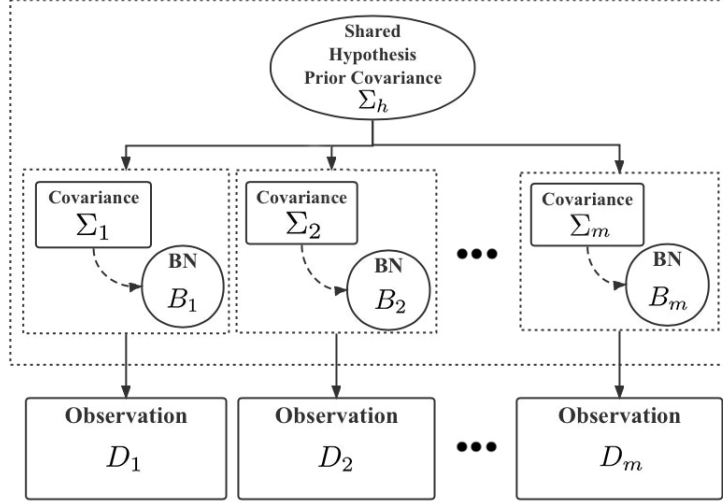 Shared
Hypothesis
Prior Covariance
Σ_h
Covariance
Σ_1
BN
B_1
Covariance
Σ_2
BN
B_2
•••
Covariance
Σ_m
BN
B_m
Observation
D_1
Observation
D_2
•••
Observation
D_m